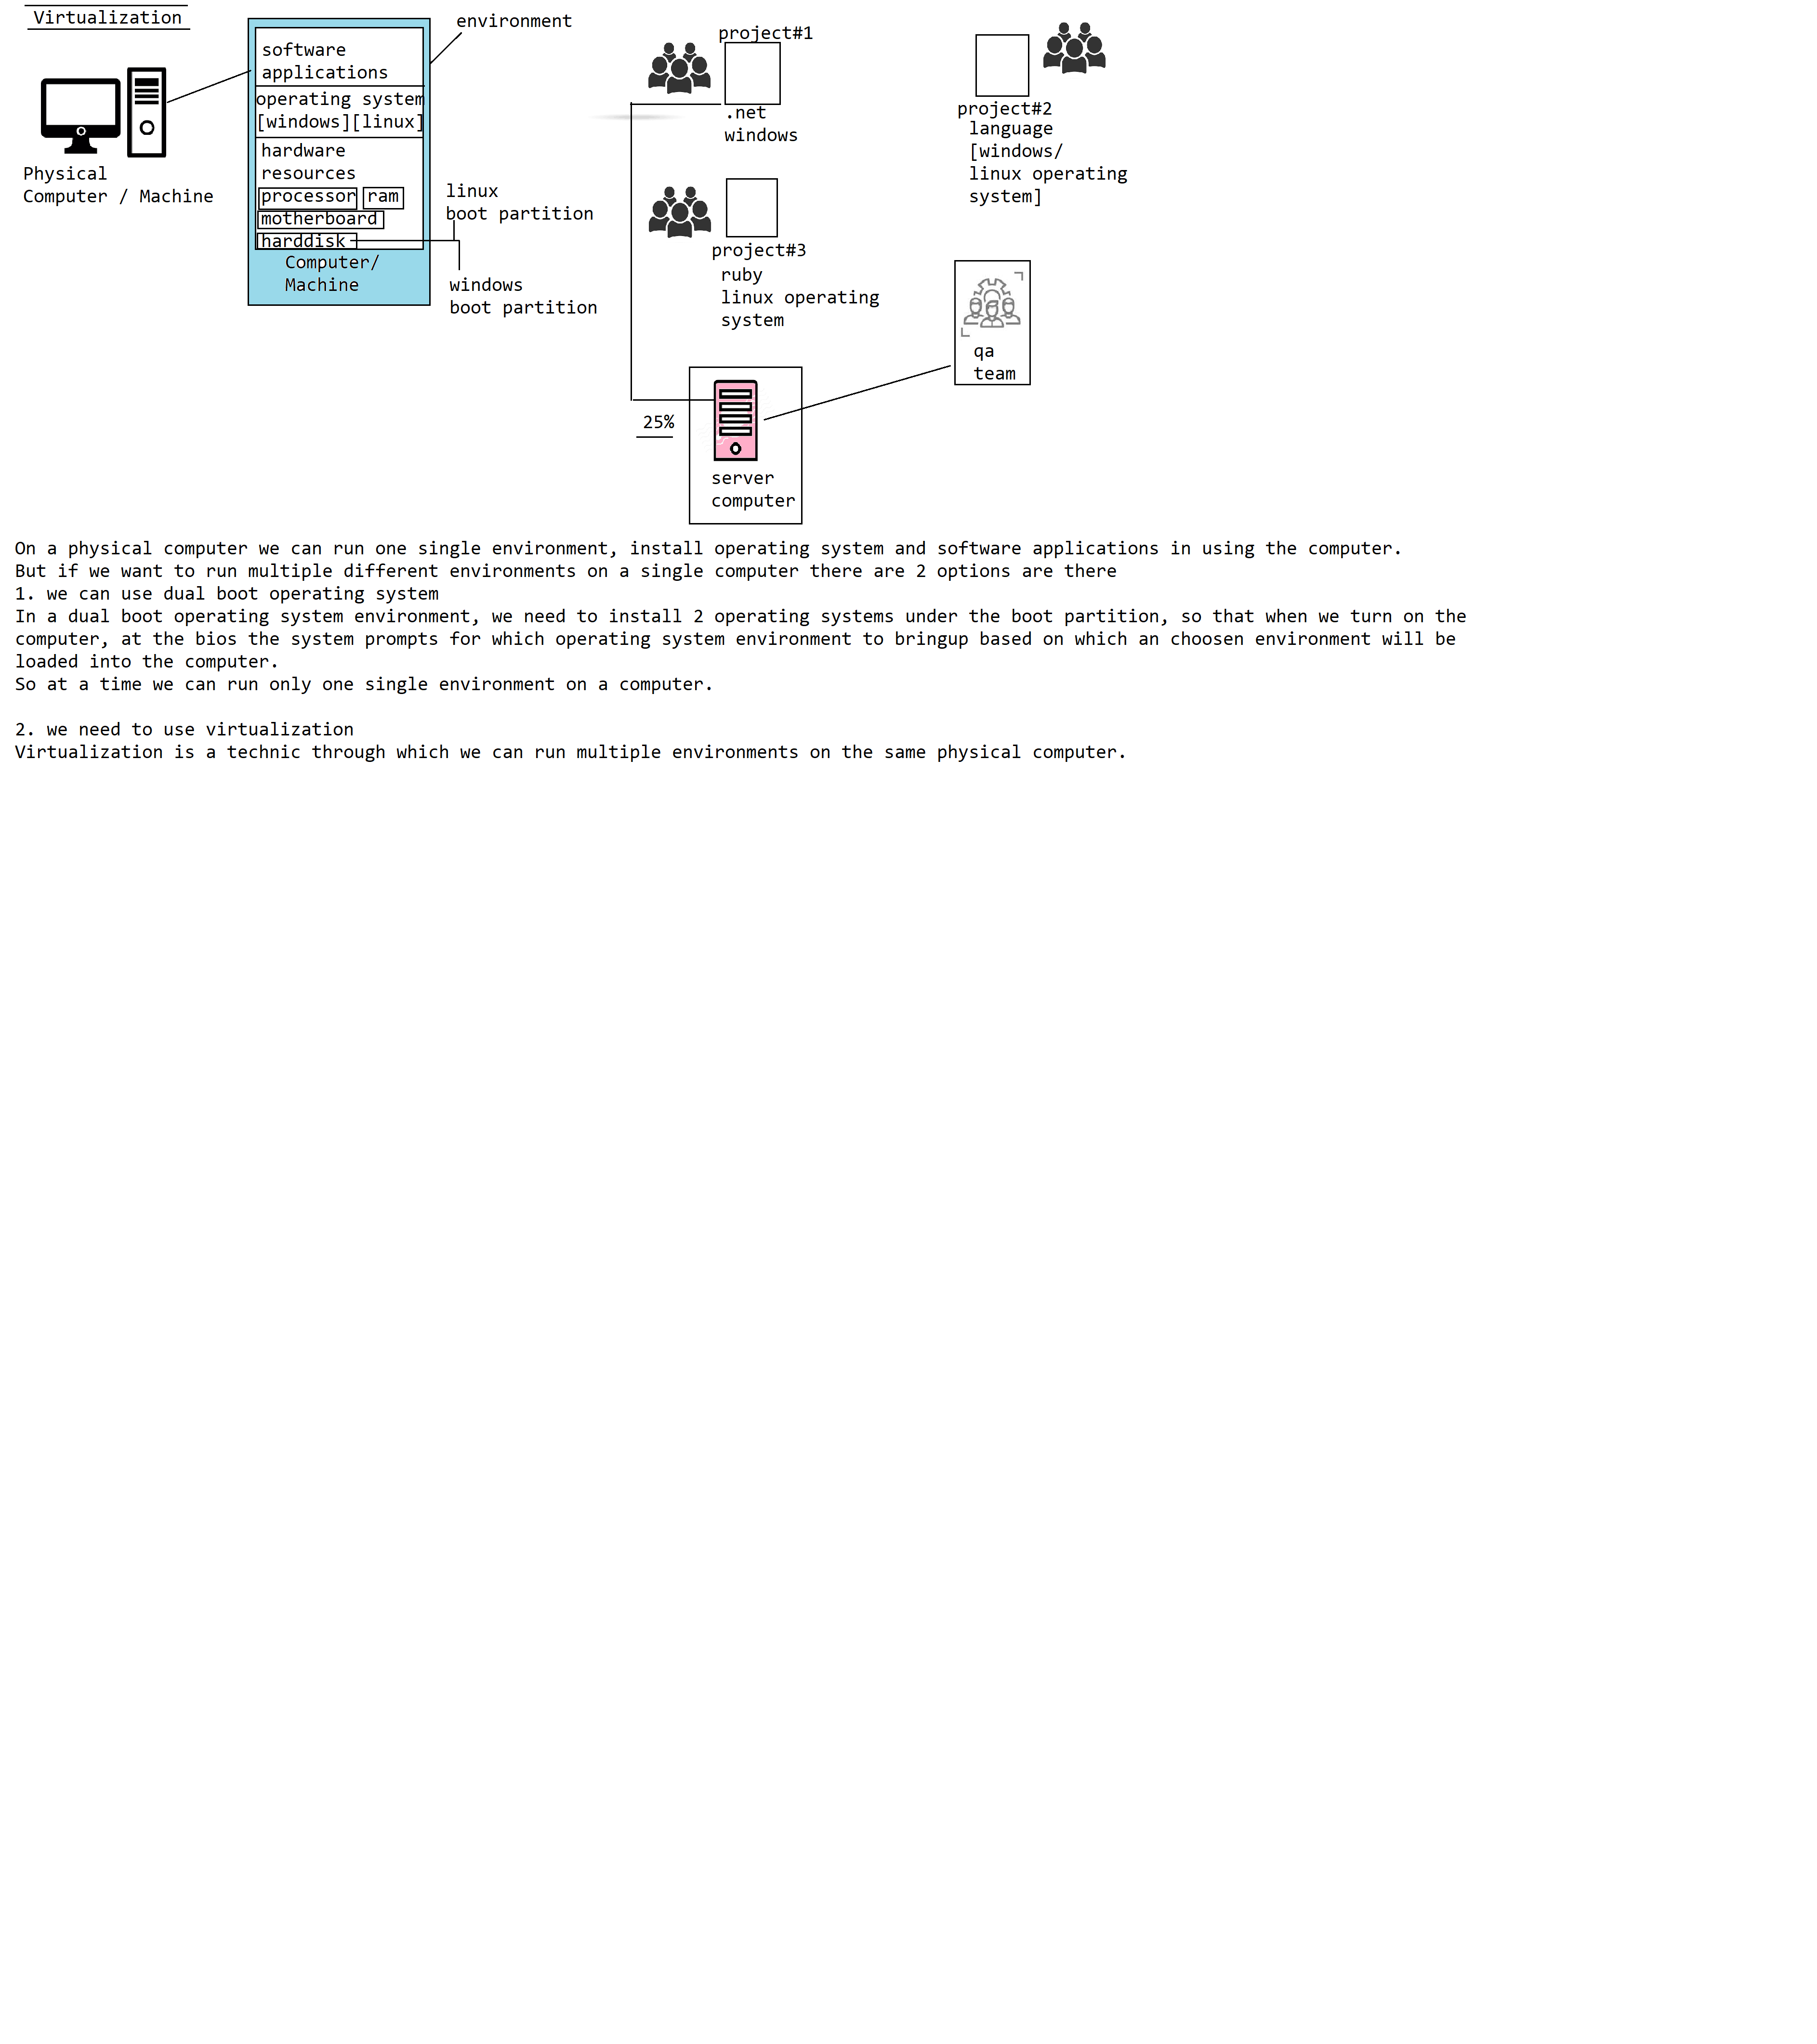 Virtualization
Physical
Computer / Machine
software
applications
operating system
[windows][linux]
hardware
resources
processor ram
motherboard
harddisk
Computer/
Machine
environment
linux
boot partition
windows
boot partition
project#1
.net
windows
project#2
language
[windows/
linux operating
system]
project#3
ruby
linux operating
system
qa
team
25%
server
computer
On a physical computer we can run one single environment, install operating system and software applications in using the computer.
But if we want to run multiple different environments on a single computer there are 2 options are there
1. we can use dual boot operating system
In a dual boot operating system environment, we need to install 2 operating systems under the boot partition, so that when we turn on the
computer, at the bios the system prompts for which operating system environment to bringup based on which an choosen environment will be
loaded into the computer.
So at a time we can run only one single environment on a computer.
2. we need to use virtualization
Virtualization is a technic through which we can run multiple environments on the same physical computer.